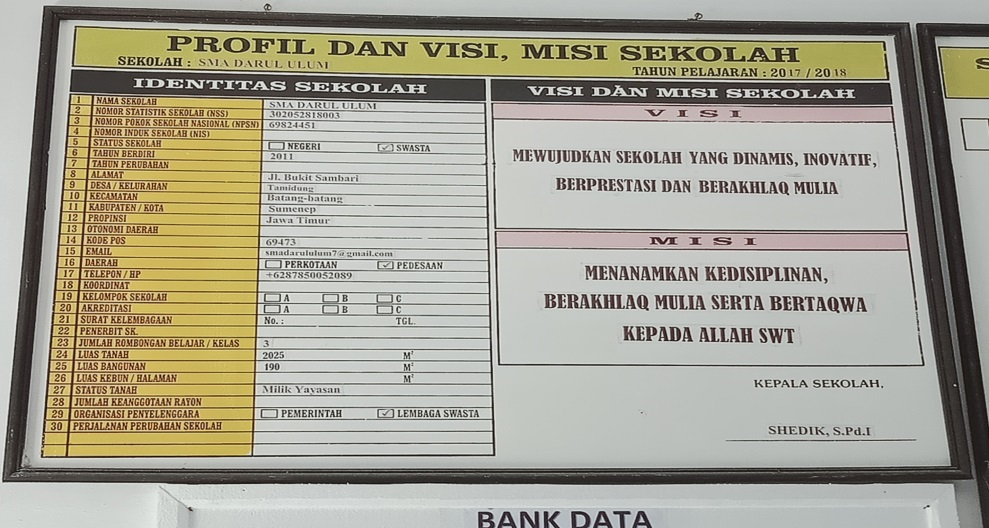 PROFIL DAN VISI, MISI SEKOLAH
SEKOLAH : SMA DARUL ULUM
TAHUN PELAJARAN : 2017 / 2018
IDENTITAS SEKOLAH
1 NAMA SEKOLAH SMA DARUL ULUM
2 NOMOR STATISTIK SEKOLAH (NSS) 302052818003
3 NOMOR POKOK SEKOLAH NASIONAL (NPSN) 69824451
4 NOMOR INDUK SEKOLAH (NIS)
5 STATUS SEKOLAH NEGERI SWASTA
6 TAHUN BERDIRI 2011
7 TAHUN PERUBAHAN
8 ALAMAT Jl. Bukit Sambari
9 DESA / KELURAHAN Tamidung
10 KECAMATAN Batang-batang
11 KABUPATEN / KOTA Sumenep
12 PROPINSI Jawa Timur
13 OTONOMI DAERAH
14 KODE POS 69473
15 EMAIL smadarululum7@gmail.com
16 DAERAH PERKOTAAN PEDESAAN
17 TELEPON / HP +6287850052089
18 KOORDINAT
19 KELOMPOK SEKOLAH A B C
20 AKREDITASI A B C
21 SURAT KELEMBAGAAN No. : TGL.
22 PENERBIT SK.
23 JUMLAH ROMBONGAN BELAJAR / KELAS 3
24 LUAS TANAH 2025 M²
25 LUAS BANGUNAN 190 M²
26 LUAS KEBUN / HALAMAN M²
27 STATUS TANAH Milik Yayasan
28 JUMLAH KEANGGOTAAN RAYON
29 ORGANISASI PENYELENGGARA PEMERINTAH LEMBAGA SWASTA
30 PERJALANAN PERUBAHAN SEKOLAH
VISI DAN MISI SEKOLAH
VISI
MEWUJUDKAN SEKOLAH YANG DINAMIS, INOVATIF,
BERPRESTASI DAN BERAKHLAQ MULIA
MISI
MENANAMKAN KEDISIPLINAN,
BERAKHLAQ MULIA SERTA BERTAQWA
KEPADA ALLAH SWT
KEPALA SEKOLAH,
SHEDIK, S.Pd.I
S
BANK DATA